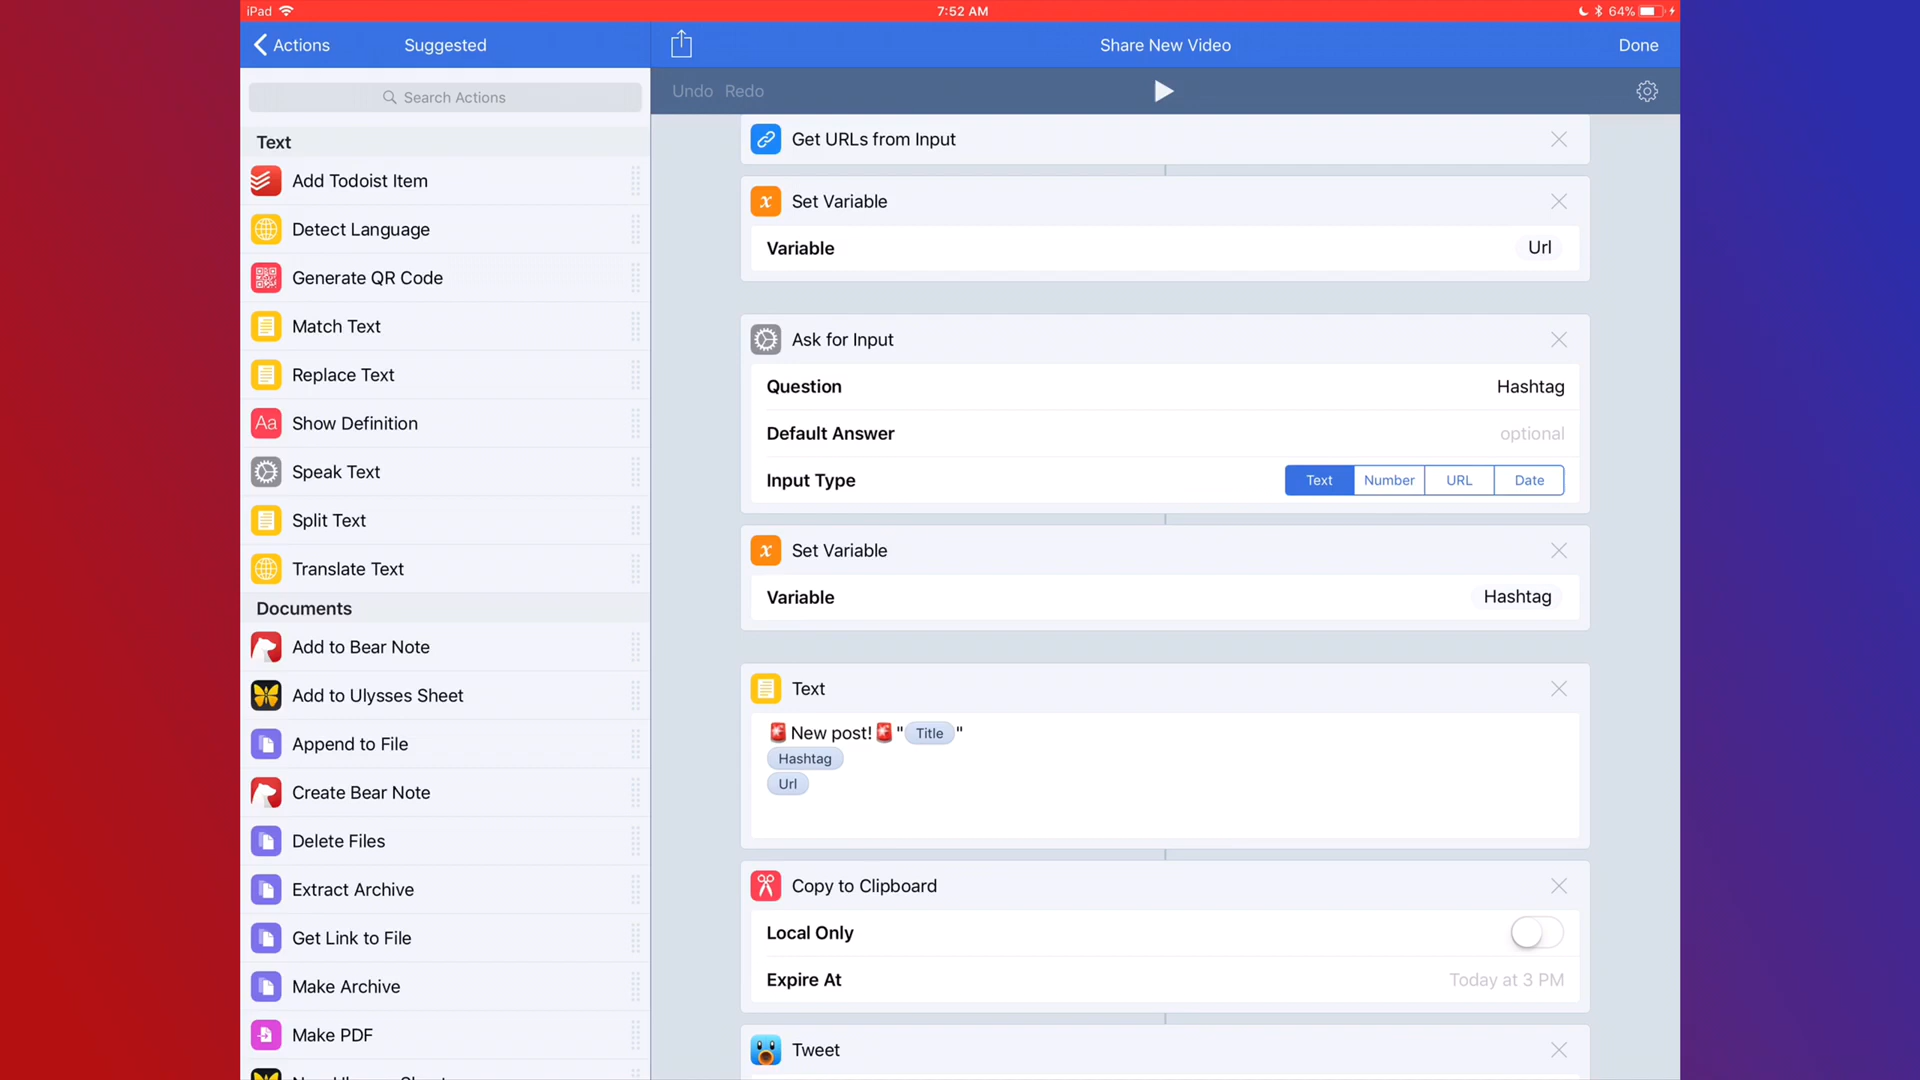 iPad
7:52 AM
64%
Actions
Suggested
Share New Video
Done
Undo Redo
Search Actions
Text
Add Todoist Item
Detect Language
Generate QR Code
Match Text
Replace Text
Aa
Show Definition
Speak Text
Split Text
Translate Text
Documents
Add to Bear Note
Add to Ulysses Sheet
Append to File
Create Bear Note
Delete Files
Extract Archive
Get Link to File
Make Archive
Make PDF
Get URLs from Input
x
Set Variable
Variable
Url
Ask for Input
Question
Hashtag
Default Answer
optional
Input Type
Text
Number
URL
Date
x
Set Variable
Variable
Hashtag
Text
🚨New post!🚨"Title"
Hashtag
Url
Copy to Clipboard
Local Only
Expire At
Today at 3 PM
Tweet